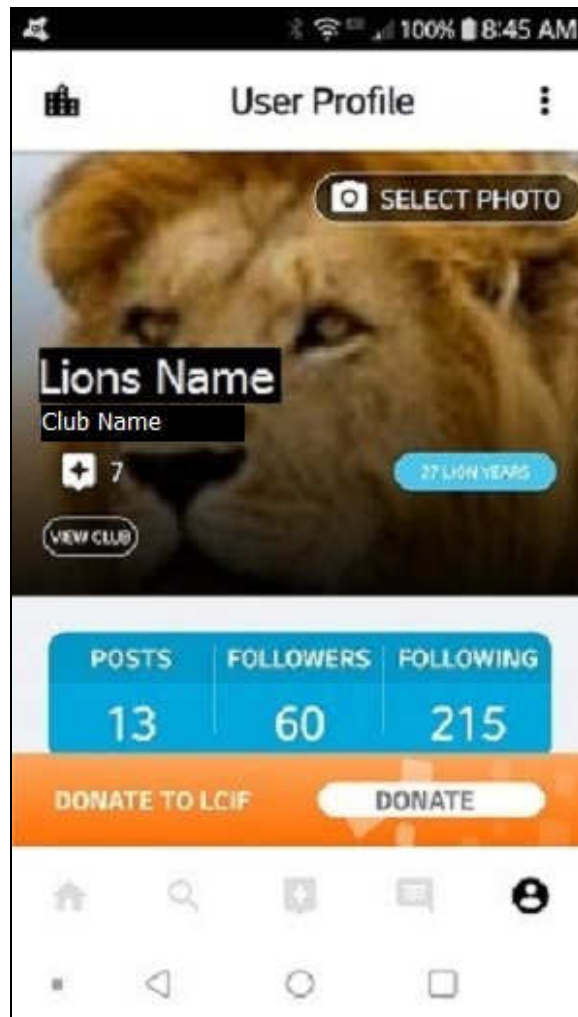 100% 8:45 AM
User Profile
SELECT PHOTO
Lions Name
Club Name
7
27 LION YEARS
VIEW CLUB
POSTS FOLLOWERS FOLLOWING
13 60 215
DONATE TO LCIF DONATE